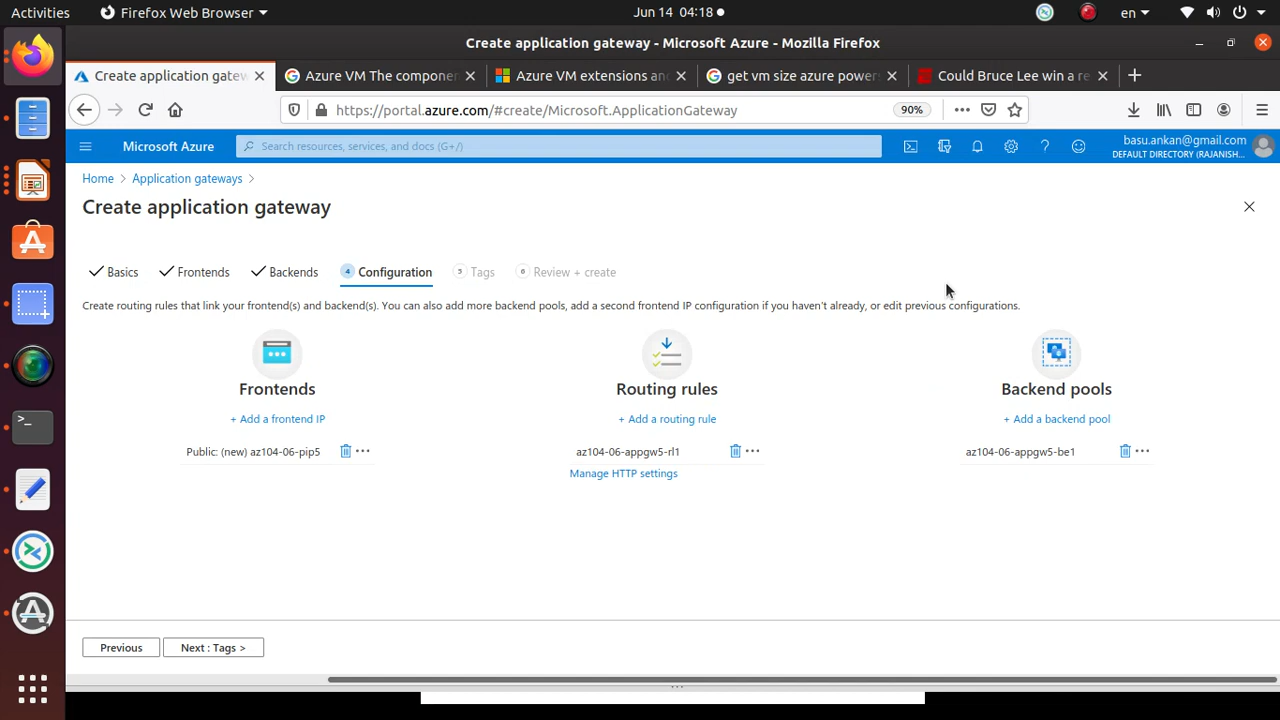 Activities
Firefox Web Browser
Jun 14 04:18
en
Create application gateway - Microsoft Azure - Mozilla Firefox
Create application gatew
Azure VM The componen
Azure VM extensions and
get vm size azure powers
Could Bruce Lee win a re
https://portal.azure.com/#create/Microsoft.ApplicationGateway
90%
Microsoft Azure
Search resources, services, and docs (G+/)
basu.ankan@gmail.com
DEFAULT DIRECTORY (RAJANISH...
Home > Application gateways >
Create application gateway
Basics
Frontends
Backends
4 Configuration
5 Tags
6 Review + create
Create routing rules that link your frontend(s) and backend(s). You can also add more backend pools, add a second frontend IP configuration if you haven't already, or edit previous configurations.
Frontends
+ Add a frontend IP
Public: (new) az104-06-pip5
Routing rules
+ Add a routing rule
az104-06-appgw5-rl1
Manage HTTP settings
Backend pools
+ Add a backend pool
az104-06-appgw5-be1
Previous
Next : Tags >